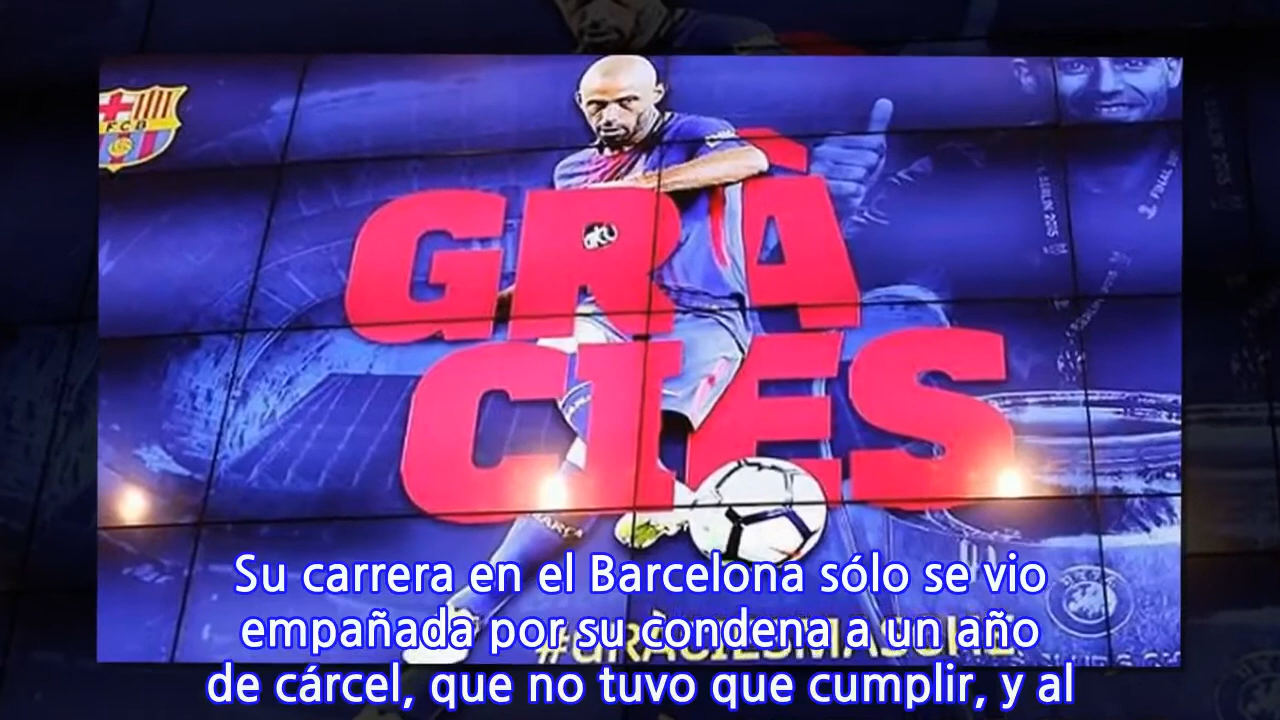 FCB
GRÀ
CIES
Su carrera en el Barcelona sólo se vio
empañada por su condena a un año
de cárcel, que no tuvo que cumplir, y al